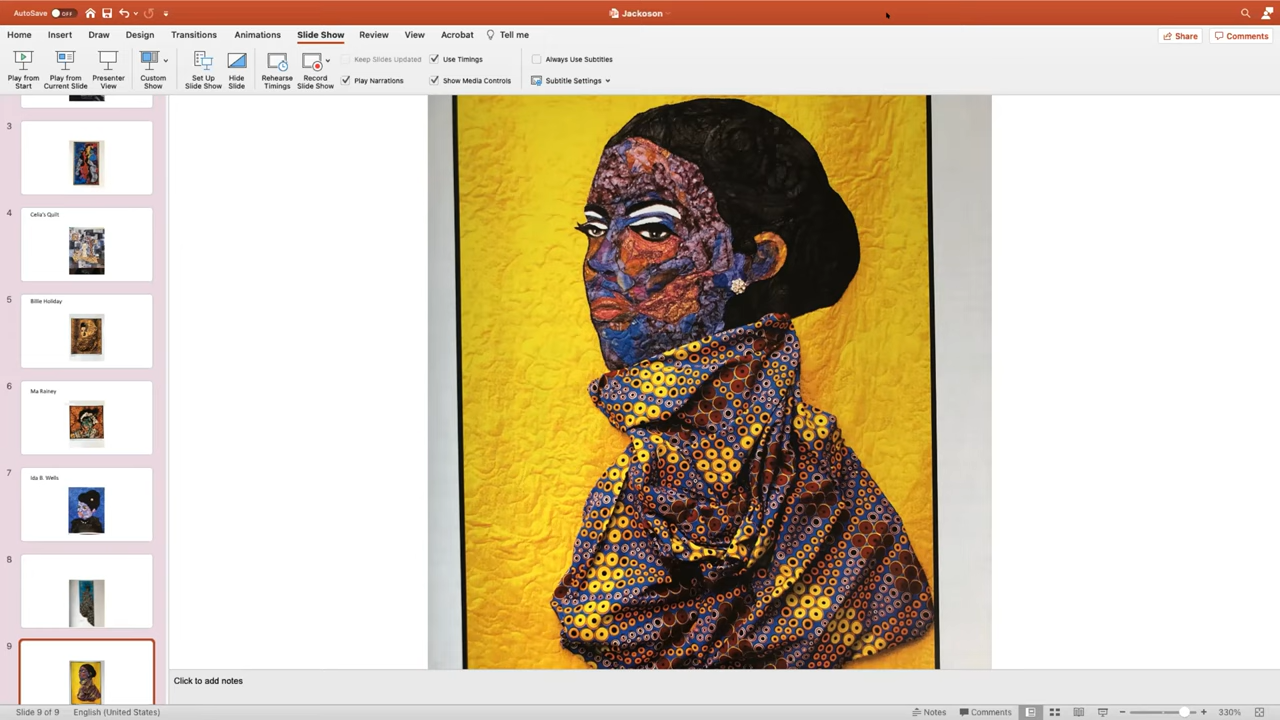 AutoSave OFF
Jackoson
Home Insert Draw Design Transitions Animations Slide Show Review View Acrobat Tell me
Share Comments
Play from Start
Play from Current Slide
Presenter View
Custom Show
Set Up Slide Show
Hide Slide
Rehearse Timings
Record Slide Show
Keep Slides Updated
Play Narrations
Use Timings
Show Media Controls
Always Use Subtitles
Subtitle Settings
3
4
Celia's Quilt
5
Billie Holiday
6
Ma Rainey
7
Ida B. Wells
8
9
Click to add notes
Slide 9 of 9 English (United States) Notes Comments 330%